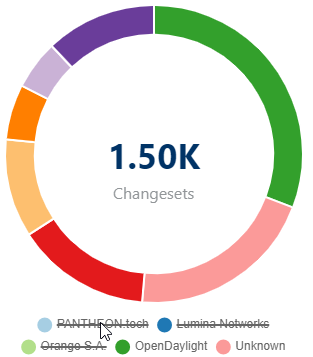 1.50K
Changesets
PANTHEON.tech Lumina Networks
Orange S.A. OpenDaylight Unknown